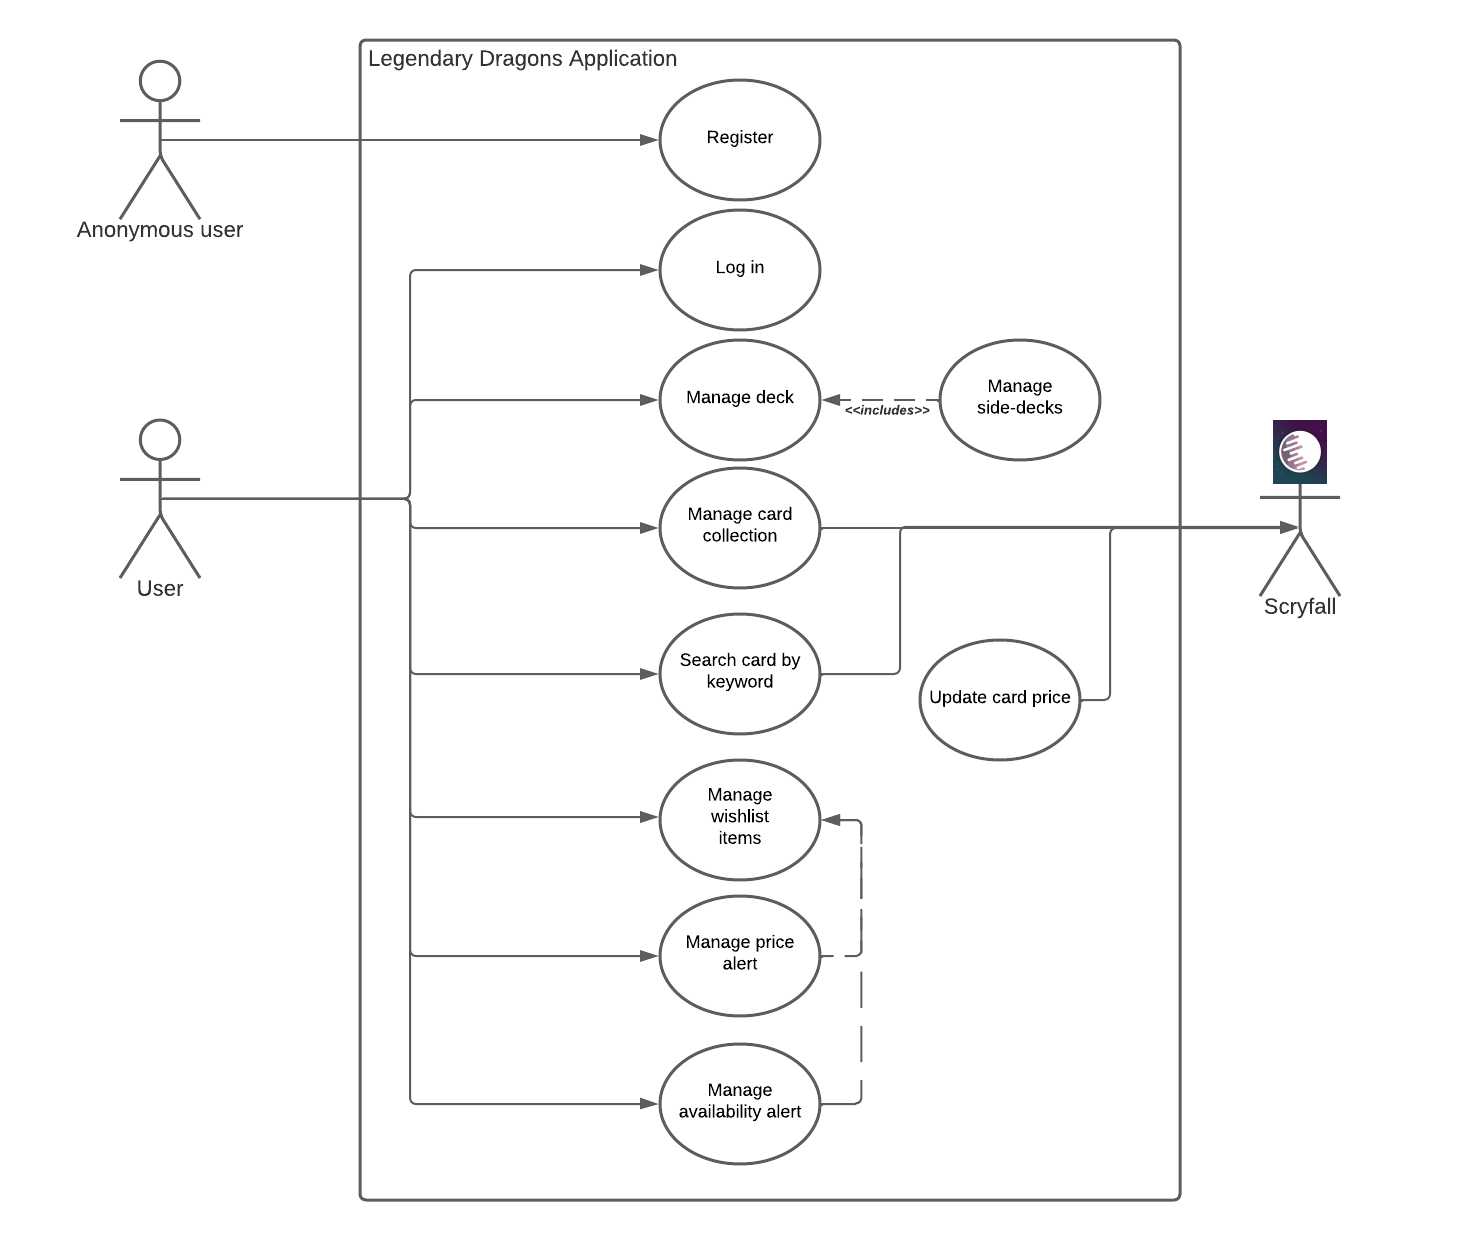 Legendary Dragons Application
Register
Anonymous user
Log in
Manage deck
<<includes>>
Manage
side-decks
Manage card
collection
User
Scryfall
Search card by
keyword
Update card price
Manage
wishlist
items
Manage price
alert
Manage
availability alert